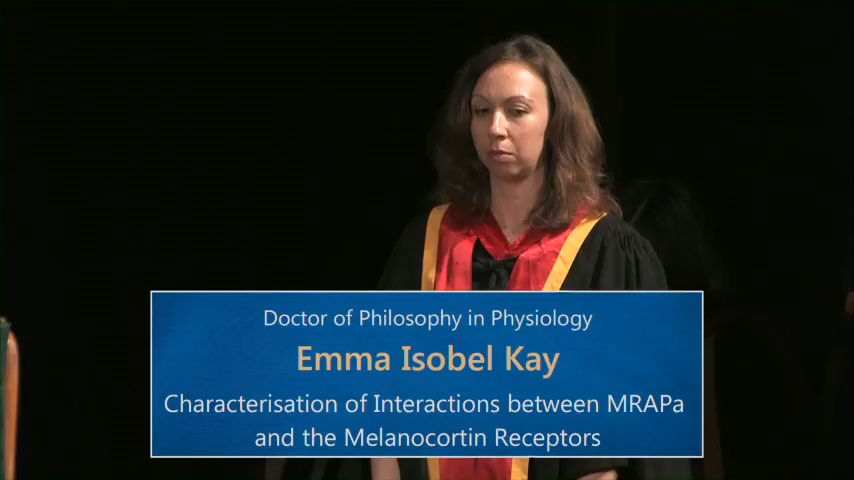 Doctor of Philosophy in Physiology
Emma Isobel Kay
Characterisation of Interactions between MRAPa
and the Melanocortin Receptors